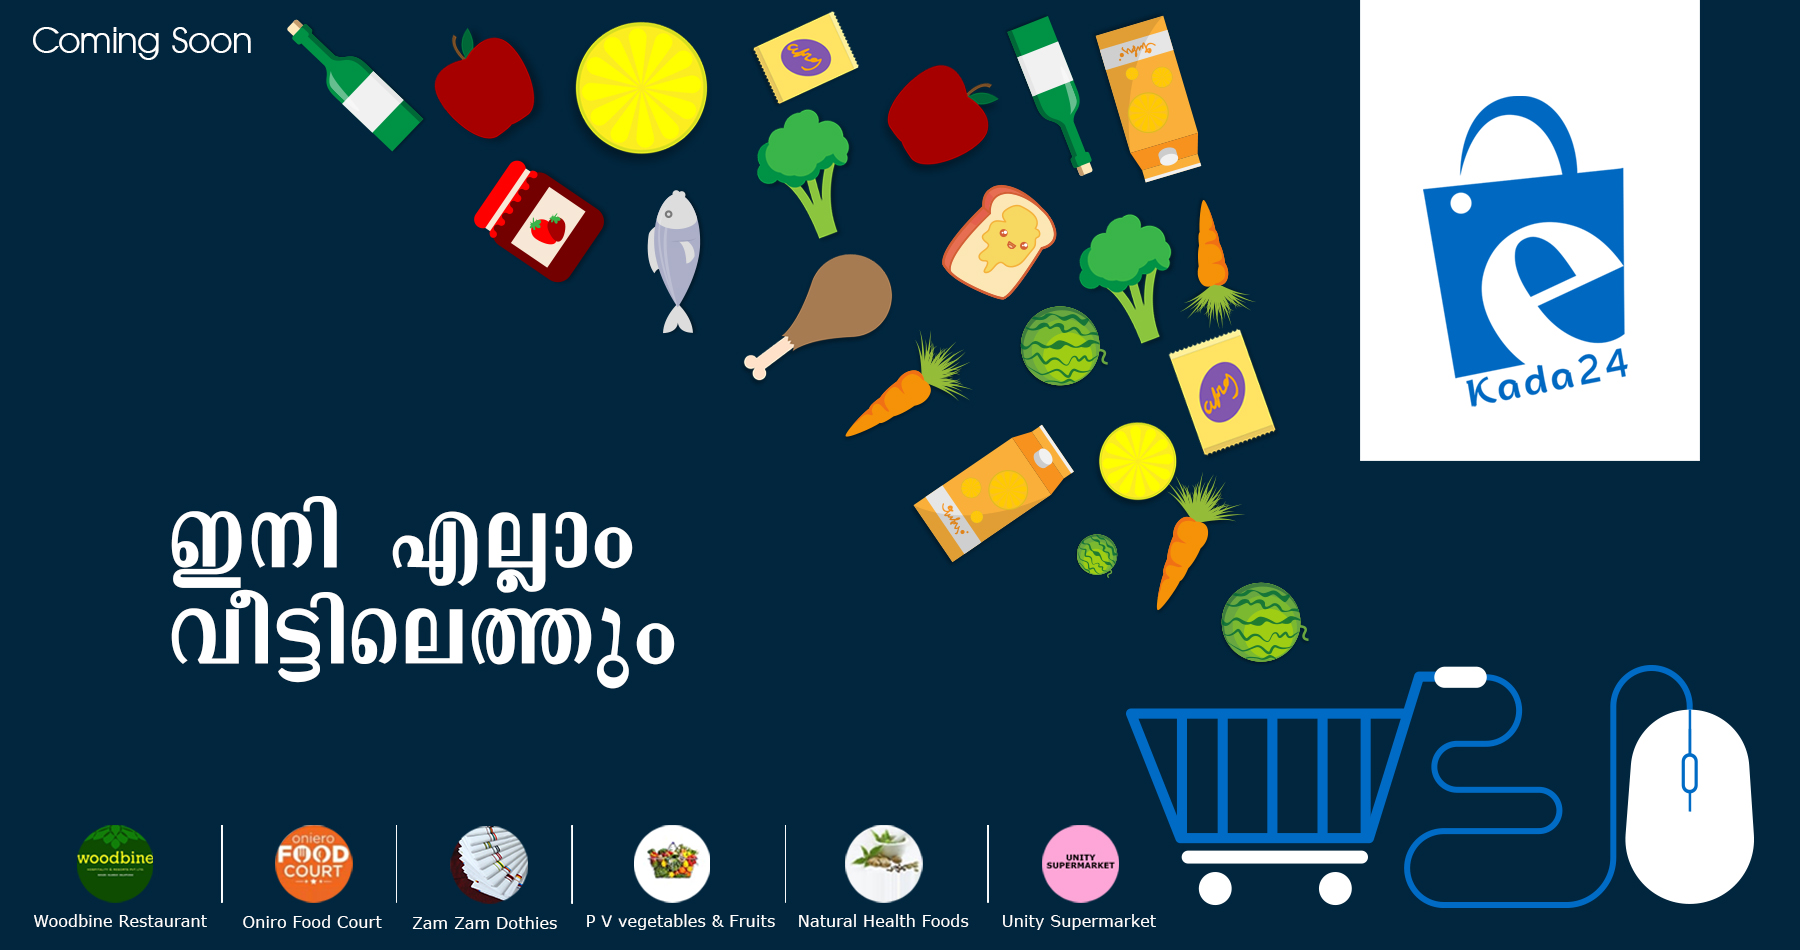 Coming Soon
Kada24
ഇനി എല്ലാം
വീട്ടിലെത്തും
woodbine
oniero
FOOD
COURT
UNITY
SUPERMARKET
Woodbine Restaurant
Oniro Food Court
Zam Zam Dothies
P V vegetables & Fruits
Natural Health Foods
Unity Supermarket